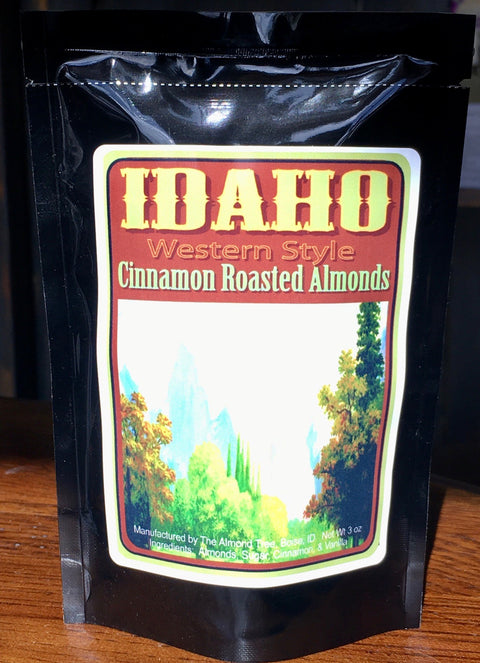 IDAHO
Western Style
Cinnamon Roasted Almonds
Manufactured by The Almond Tree, Boise, ID Net Wt 3 oz
Ingredients: Almonds, Sugar, Cinnamon, & Vanilla